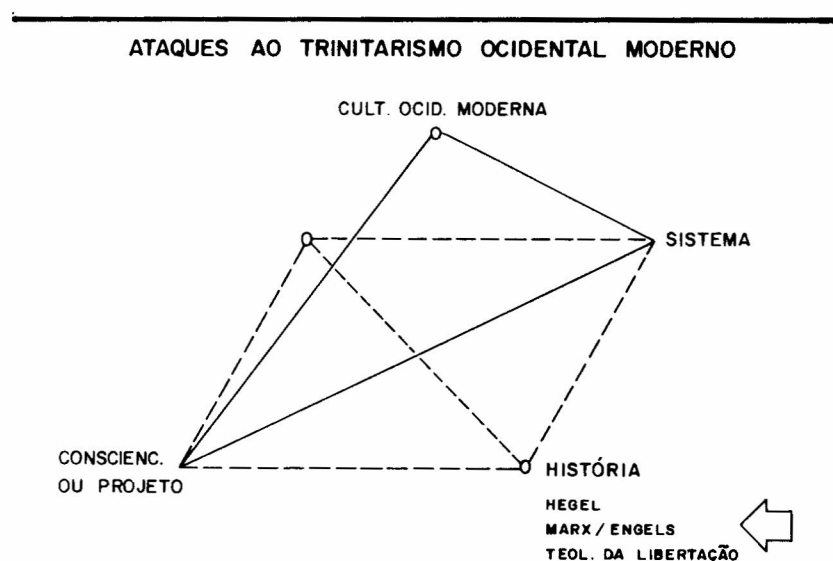 ATAQUES AO TRINITARISMO OCIDENTAL MODERNO
CULT. OCID. MODERNA
SISTEMA
CONSCIENC.
OU PROJETO
HISTÓRIA
HEGEL
MARX/ENGELS
TEOL. DA LIBERTAÇÃO